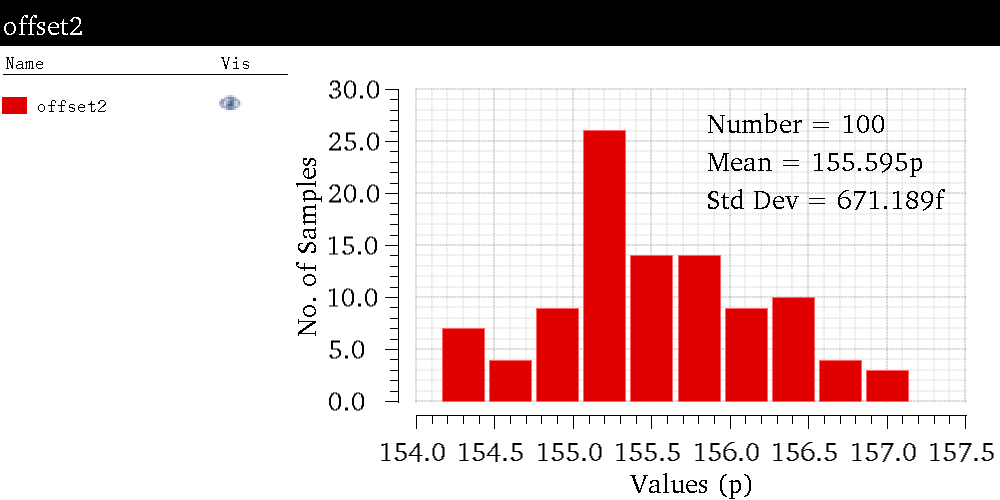 offset2
Name Vis
offset2
30.0
25.0
20.0
15.0
10.0
5.0
0.0
No. of Samples
Number = 100
Mean = 155.595p
Std Dev = 671.189f
154.0 154.5 155.0 155.5 156.0 156.5 157.0 157.5
Values (p)